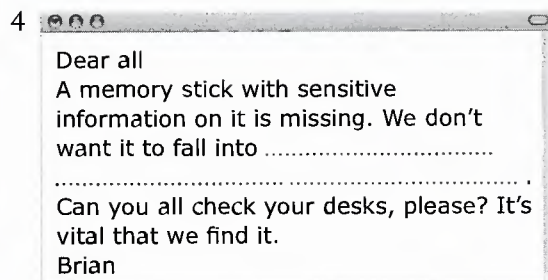 4
Dear all
A memory stick with sensitive
information on it is missing. We don't
want it to fall into ................................
................................ ................................ .
Can you all check your desks, please? It's
vital that we find it.
Brian